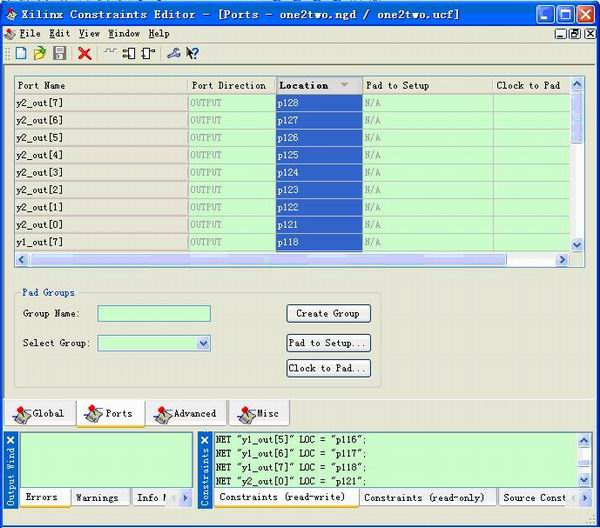 Xilinx Constraints Editor - [Ports - one2two.ngd / one2two.ucf]
File Edit View Window Help
Port Name Port Direction Location Pad to Setup Clock to Pad
y2_out[7] OUTPUT p128 N/A
y2_out[6] OUTPUT p127 N/A
y2_out[5] OUTPUT p126 N/A
y2_out[4] OUTPUT p125 N/A
y2_out[3] OUTPUT p124 N/A
y2_out[2] OUTPUT p123 N/A
y2_out[1] OUTPUT p122 N/A
y2_out[0] OUTPUT p121 N/A
y1_out[7] OUTPUT p118 N/A
Pad Groups
Group Name: Create Group
Select Group: Pad to Setup...
Clock to Pad...
Global Ports Advanced Misc
Output Wind
Constraints
NET "y1_out[5]" LOC = "p116";
NET "y1_out[6]" LOC = "p117";
NET "y1_out[7]" LOC = "p118";
NET "y2_out[0]" LOC = "p121";
Errors Warnings Info Constraints (read-write) Constraints (read-only) Source Const